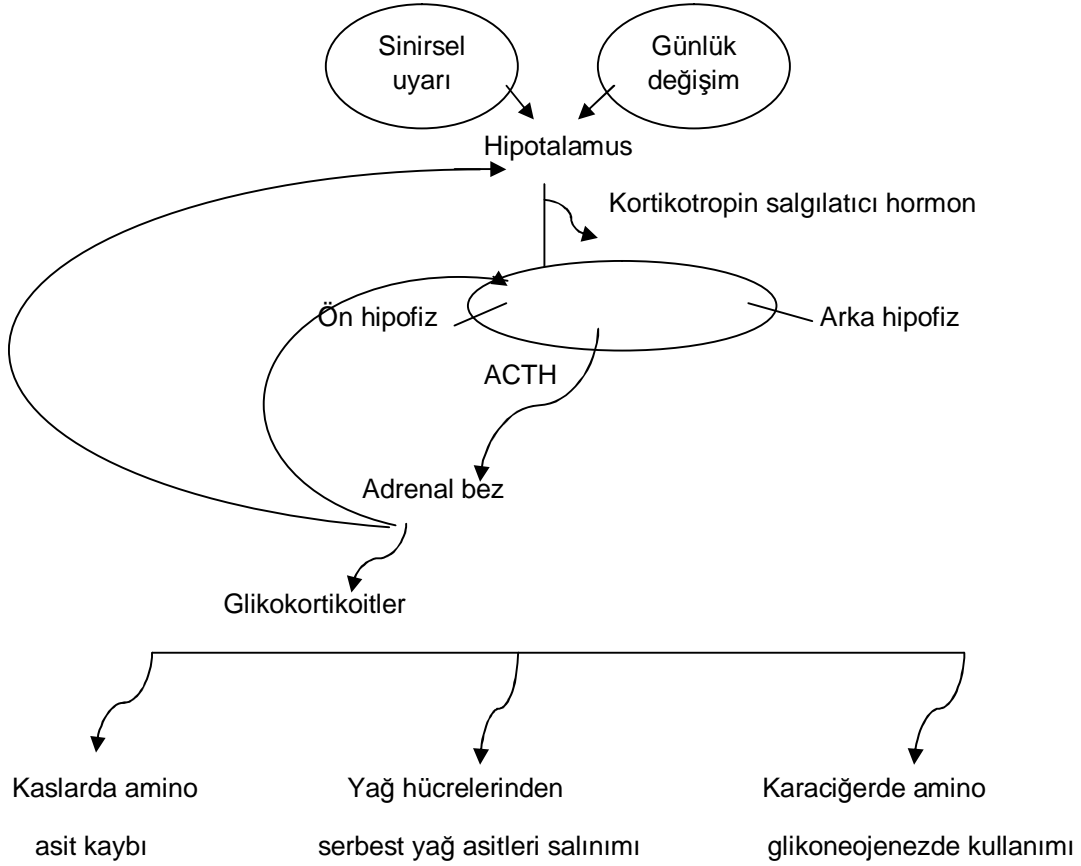 Sinirsel
uyarı
Günlük
değişim
Hipotalamus
Kortikotropin salgılatıcı hormon
Ön hipofiz
Arka hipofiz
ACTH
Adrenal bez
Glikokortikoitler
Kaslarda amino
asit kaybı
Yağ hücrelerinden
serbest yağ asitleri salınımı
Karaciğerde amino
glikoneojenezde kullanımı